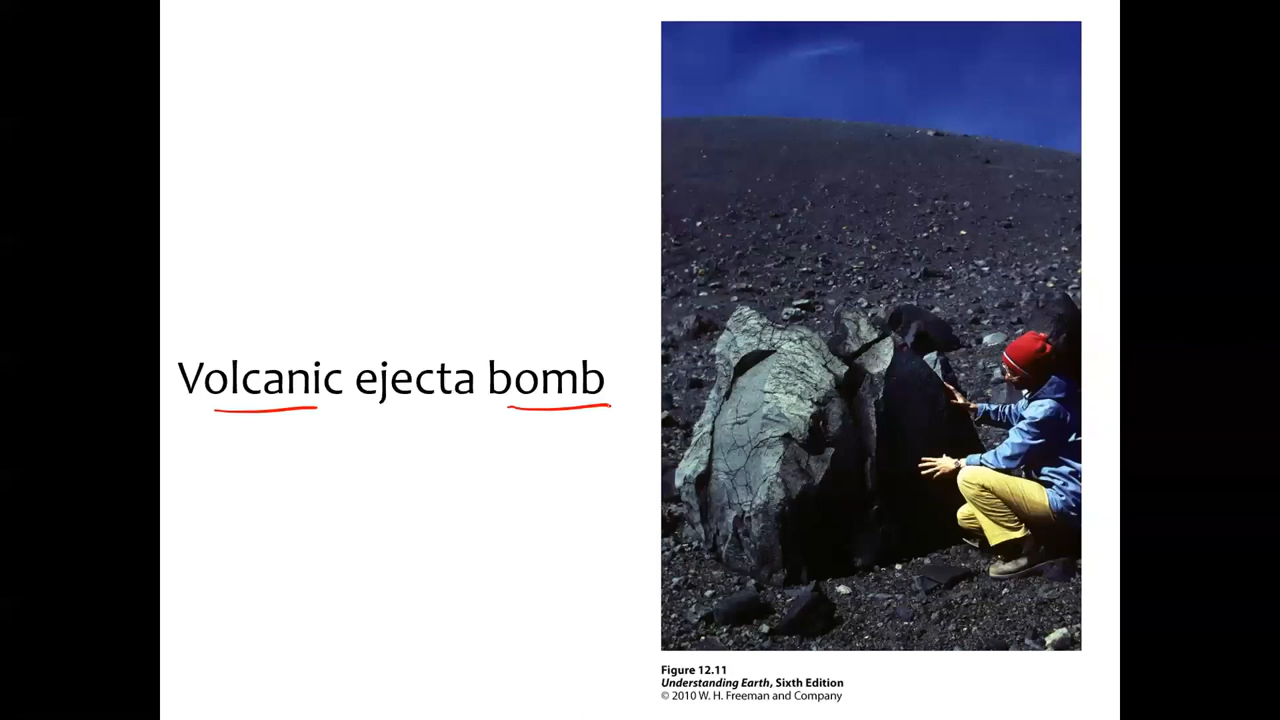 Volcanic ejecta bomb
Figure 12.11
Understanding Earth, Sixth Edition
© 2010 W. H. Freeman and Company